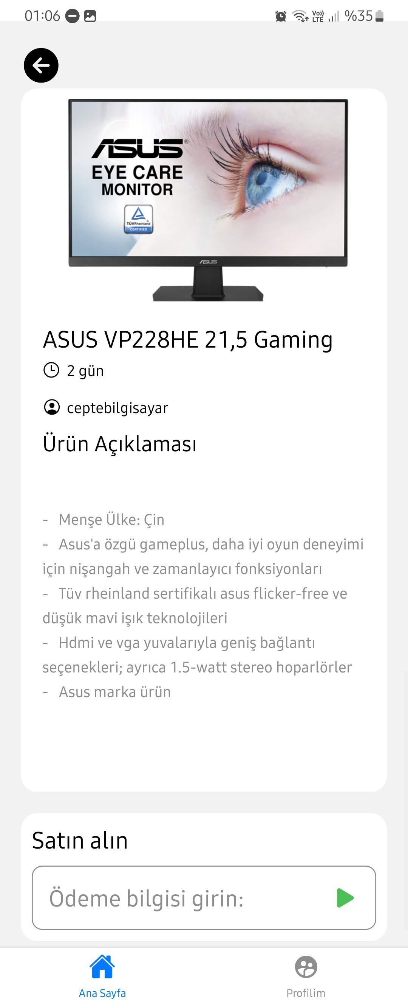 01:06
Vo)) LTE
%35
ASUS®
EYE CARE
MONITOR
TÜVRheinland®
CERTIFIED
ASUS
ASUS VP228HE 21,5 Gaming
2 gün
ceptebilgisayar
Ürün Açıklaması
- Menşe Ülke: Çin
- Asus'a özgü gameplus, daha iyi oyun deneyimi
için nişangah ve zamanlayıcı fonksiyonları
- Tüv rheinland sertifikalı asus flicker-free ve
düşük mavi işık teknolojileri
- Hdmi ve vga yuvalarıyla geniş bağlantı
seçenekleri; ayrıca 1.5-watt stereo hoparlörler
- Asus marka ürün
Satın alın
Ödeme bilgisi girin:
Ana Sayfa
Profilim